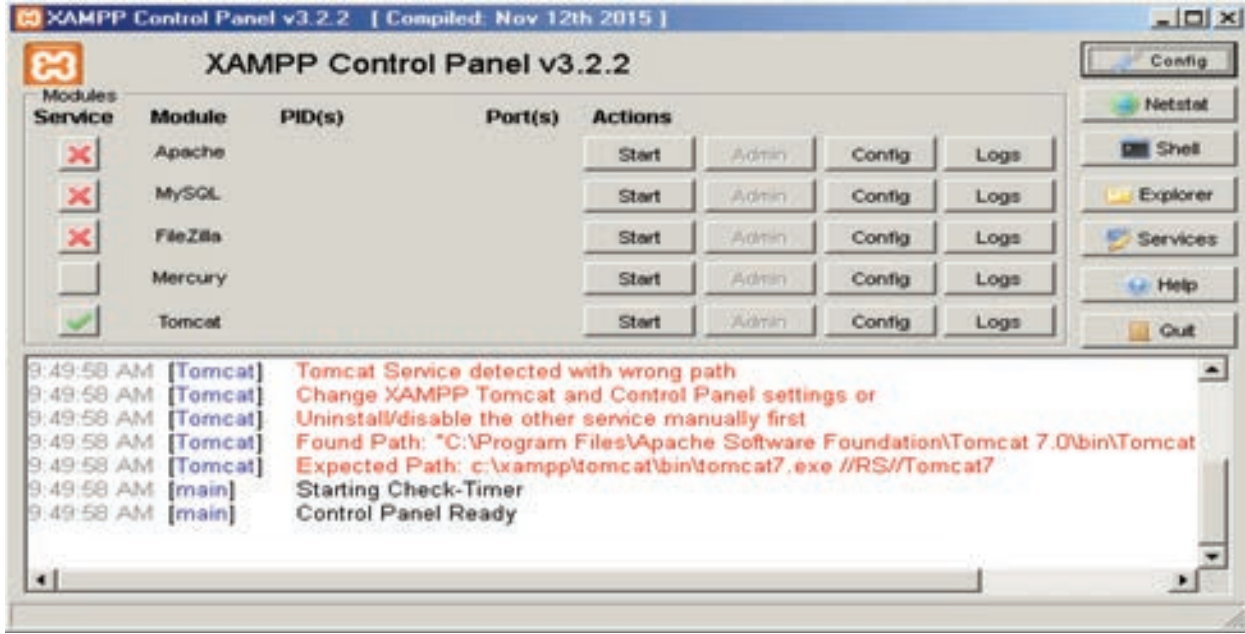 XAMPP Control Panel v3.2.2 [ Compiled: Nov 12th 2015 ]
XAMPP Control Panel v3.2.2
Config
Netstat
Shell
Explorer
Services
Help
Quit
Modules
Service Module PID(s) Port(s) Actions
Apache Start Admin Config Logs
MySQL Start Admin Config Logs
FileZilla Start Admin Config Logs
Mercury Start Admin Config Logs
Tomcat Start Admin Config Logs
9:49:58 AM [Tomcat] Tomcat Service detected with wrong path
9:49:58 AM [Tomcat] Change XAMPP Tomcat and Control Panel settings or
9:49:58 AM [Tomcat] Uninstall/disable the other service manually first
9:49:58 AM [Tomcat] Found Path: "C:\Program Files\Apache Software Foundation\Tomcat 7.0\bin\Tomcat
9:49:58 AM [Tomcat] Expected Path: c:\xampp\tomcat\bin\tomcat7.exe //RS//Tomcat7
9:49:58 AM [main] Starting Check-Timer
9:49:58 AM [main] Control Panel Ready